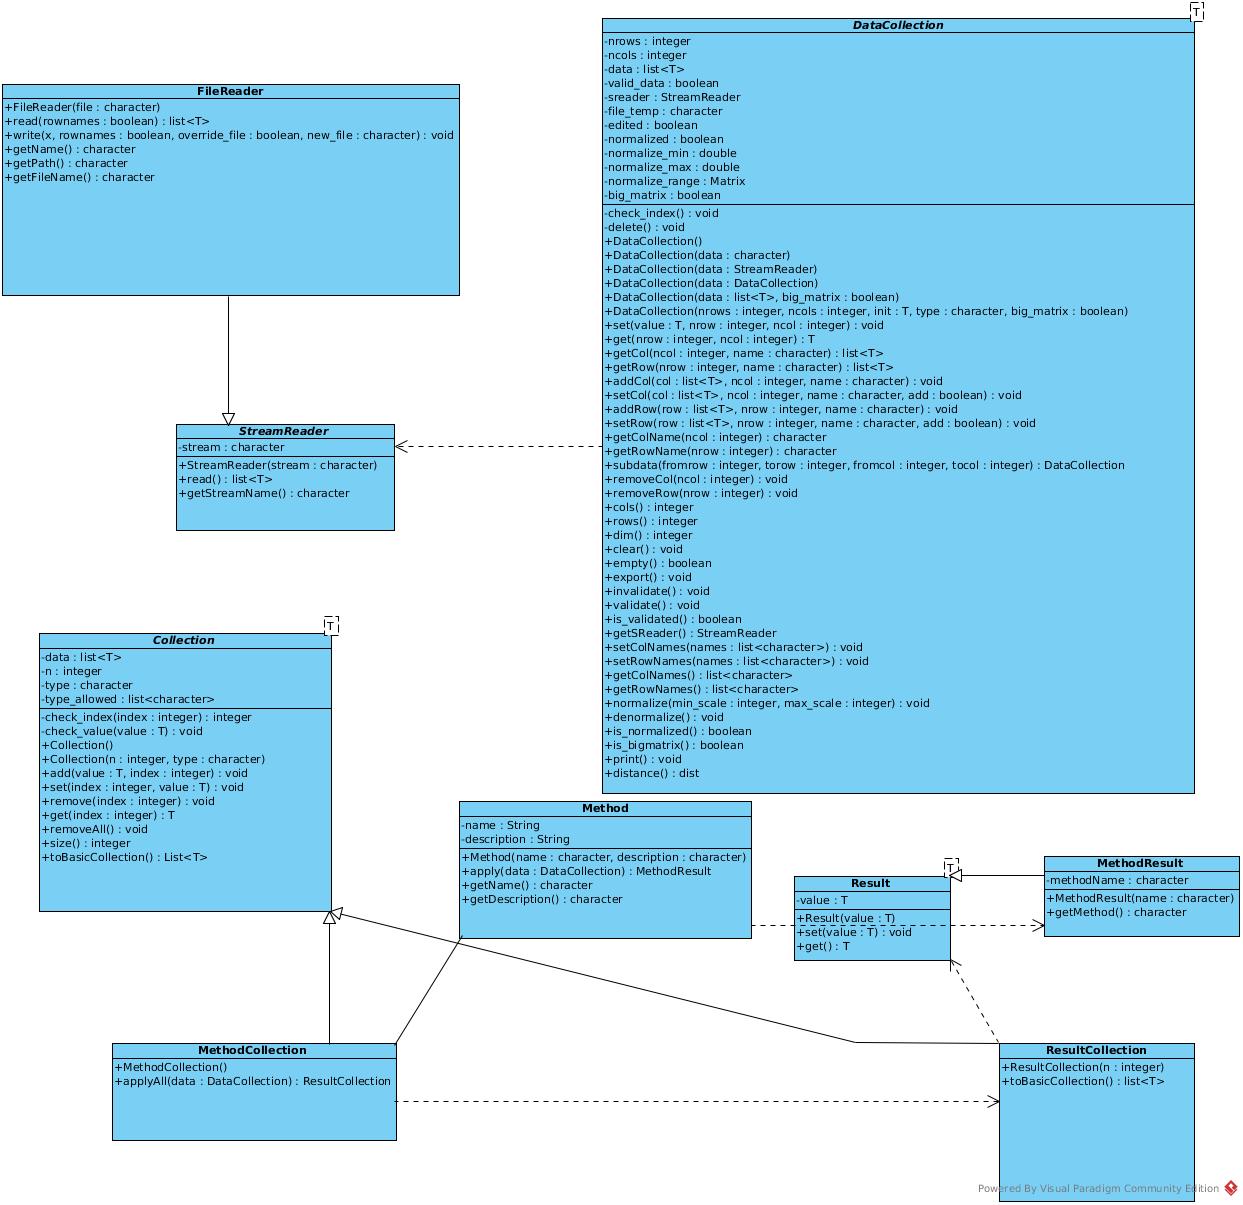 FileReader
+FileReader(file : character)
+read(rownames : boolean) : list<T>
+write(x, rownames : boolean, override_file : boolean, new_file : character) : void
+getName() : character
+getPath() : character
+getFileName() : character
T
DataCollection
-nrows : integer
-ncols : integer
-data : list<T>
-valid_data : boolean
-sreader : StreamReader
-file_temp : character
-edited : boolean
-normalized : boolean
-normalize_min : double
-normalize_max : double
-normalize_range : Matrix
-big_matrix : boolean
-check_index() : void
-delete() : void
+DataCollection()
+DataCollection(data : character)
+DataCollection(data : StreamReader)
+DataCollection(data : DataCollection)
+DataCollection(data : list<T>, big_matrix : boolean)
+DataCollection(nrows : integer, ncols : integer, init : T, type : character, big_matrix : boolean)
+set(value : T, nrow : integer, ncol : integer) : void
+get(nrow : integer, ncol : integer) : T
+getCol(ncol : integer, name : character) : list<T>
+getRow(nrow : integer, name : character) : list<T>
+addCol(col : list<T>, ncol : integer, name : character) : void
+setCol(col : list<T>, ncol : integer, name : character, add : boolean) : void
+addRow(row : list<T>, nrow : integer, name : character) : void
+setRow(row : list<T>, nrow : integer, name : character, add : boolean) : void
+getColName(ncol : integer) : character
+getRowName(nrow : integer) : character
+subdata(fromrow : integer, torow : integer, fromcol : integer, tocol : integer) : DataCollection
+removeCol(ncol : integer) : void
+removeRow(nrow : integer) : void
+cols() : integer
+rows() : integer
+dim() : integer
+clear() : void
+empty() : boolean
+export() : void
+invalidate() : void
+validate() : void
+is_validated() : boolean
+getSReader() : StreamReader
+setColNames(names : list<character>) : void
+setRowNames(names : list<character>) : void
+getColNames() : list<character>
+getRowNames() : list<character>
+normalize(min_scale : integer, max_scale : integer) : void
+denormalize() : void
+is_normalized() : boolean
+is_bigmatrix() : boolean
+print() : void
+distance() : dist
StreamReader
-stream : character
+StreamReader(stream : character)
+read() : list<T>
+getStreamName() : character
T
Collection
-data : list<T>
-n : integer
-type : character
-type_allowed : list<character>
-check_index(index : integer) : integer
-check_value(value : T) : void
+Collection()
+Collection(n : integer, type : character)
+add(value : T, index : integer) : void
+set(index : integer, value : T) : void
+remove(index : integer) : void
+get(index : integer) : T
+removeAll() : void
+size() : integer
+toBasicCollection() : List<T>
Method
-name : String
-description : String
+Method(name : character, description : character)
+apply(data : DataCollection) : MethodResult
+getName() : character
+getDescription() : character
T
Result
-value : T
+Result(value : T)
+set(value : T) : void
+get() : T
MethodResult
-methodName : character
+MethodResult(name : character)
+getMethod() : character
MethodCollection
+MethodCollection()
+applyAll(data : DataCollection) : ResultCollection
ResultCollection
+ResultCollection(n : integer)
+toBasicCollection() : list<T>
Powered By Visual Paradigm Community Edition